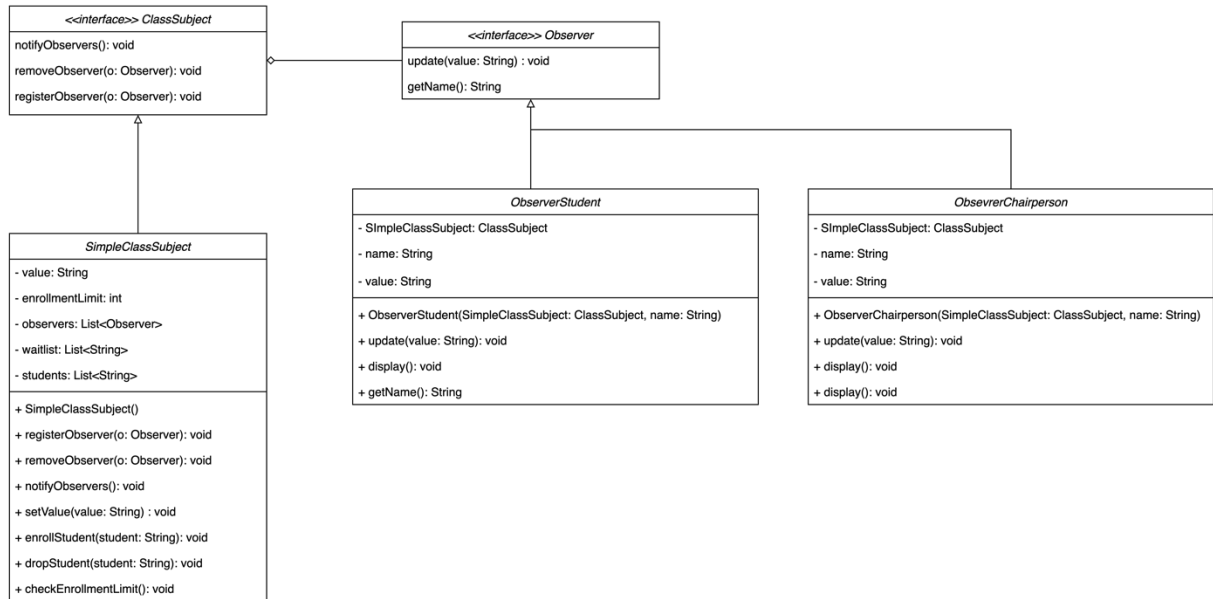 <<interface>> ClassSubject
notifyObservers(): void
removeObserver(o: Observer): void
registerObserver(o: Observer): void
<<interface>> Observer
update(value: String) : void
getName(): String
SimpleClassSubject
- value: String
- enrollmentLimit: int
- observers: List<Observer>
- waitlist: List<String>
- students: List<String>
+ SimpleClassSubject()
+ registerObserver(o: Observer): void
+ removeObserver(o: Observer): void
+ notifyObservers(): void
+ setValue(value: String) : void
+ enrollStudent(student: String): void
+ dropStudent(student: String): void
+ checkEnrollmentLimit(): void
ObserverStudent
- SImpleClassSubject: ClassSubject
- name: String
- value: String
+ ObserverStudent(SimpleClassSubject: ClassSubject, name: String)
+ update(value: String): void
+ display(): void
+ getName(): String
ObsevrerChairperson
- SImpleClassSubject: ClassSubject
- name: String
- value: String
+ ObserverChairperson(SimpleClassSubject: ClassSubject, name: String)
+ update(value: String): void
+ display(): void
+ display(): void